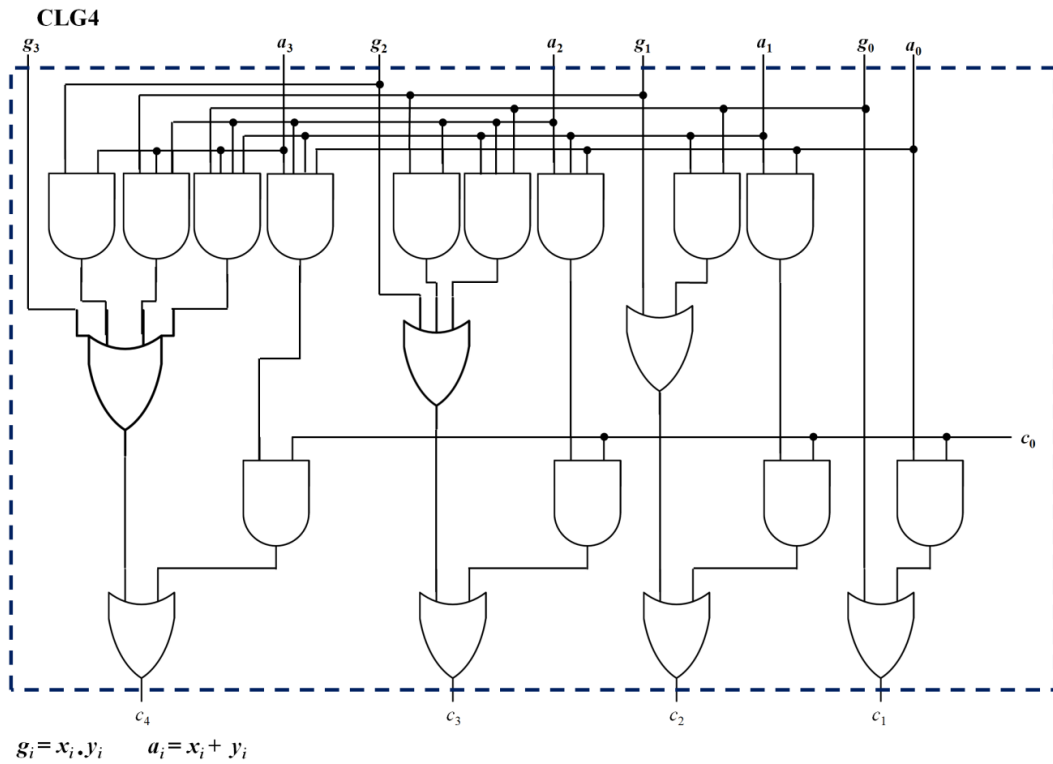 CLG4
g₃ a₃ g₂ a₂ g₁ a₁ g₀ a₀
c₀
c₄ c₃ c₂ c₁
gᵢ = xᵢ . yᵢ aᵢ = xᵢ + yᵢ